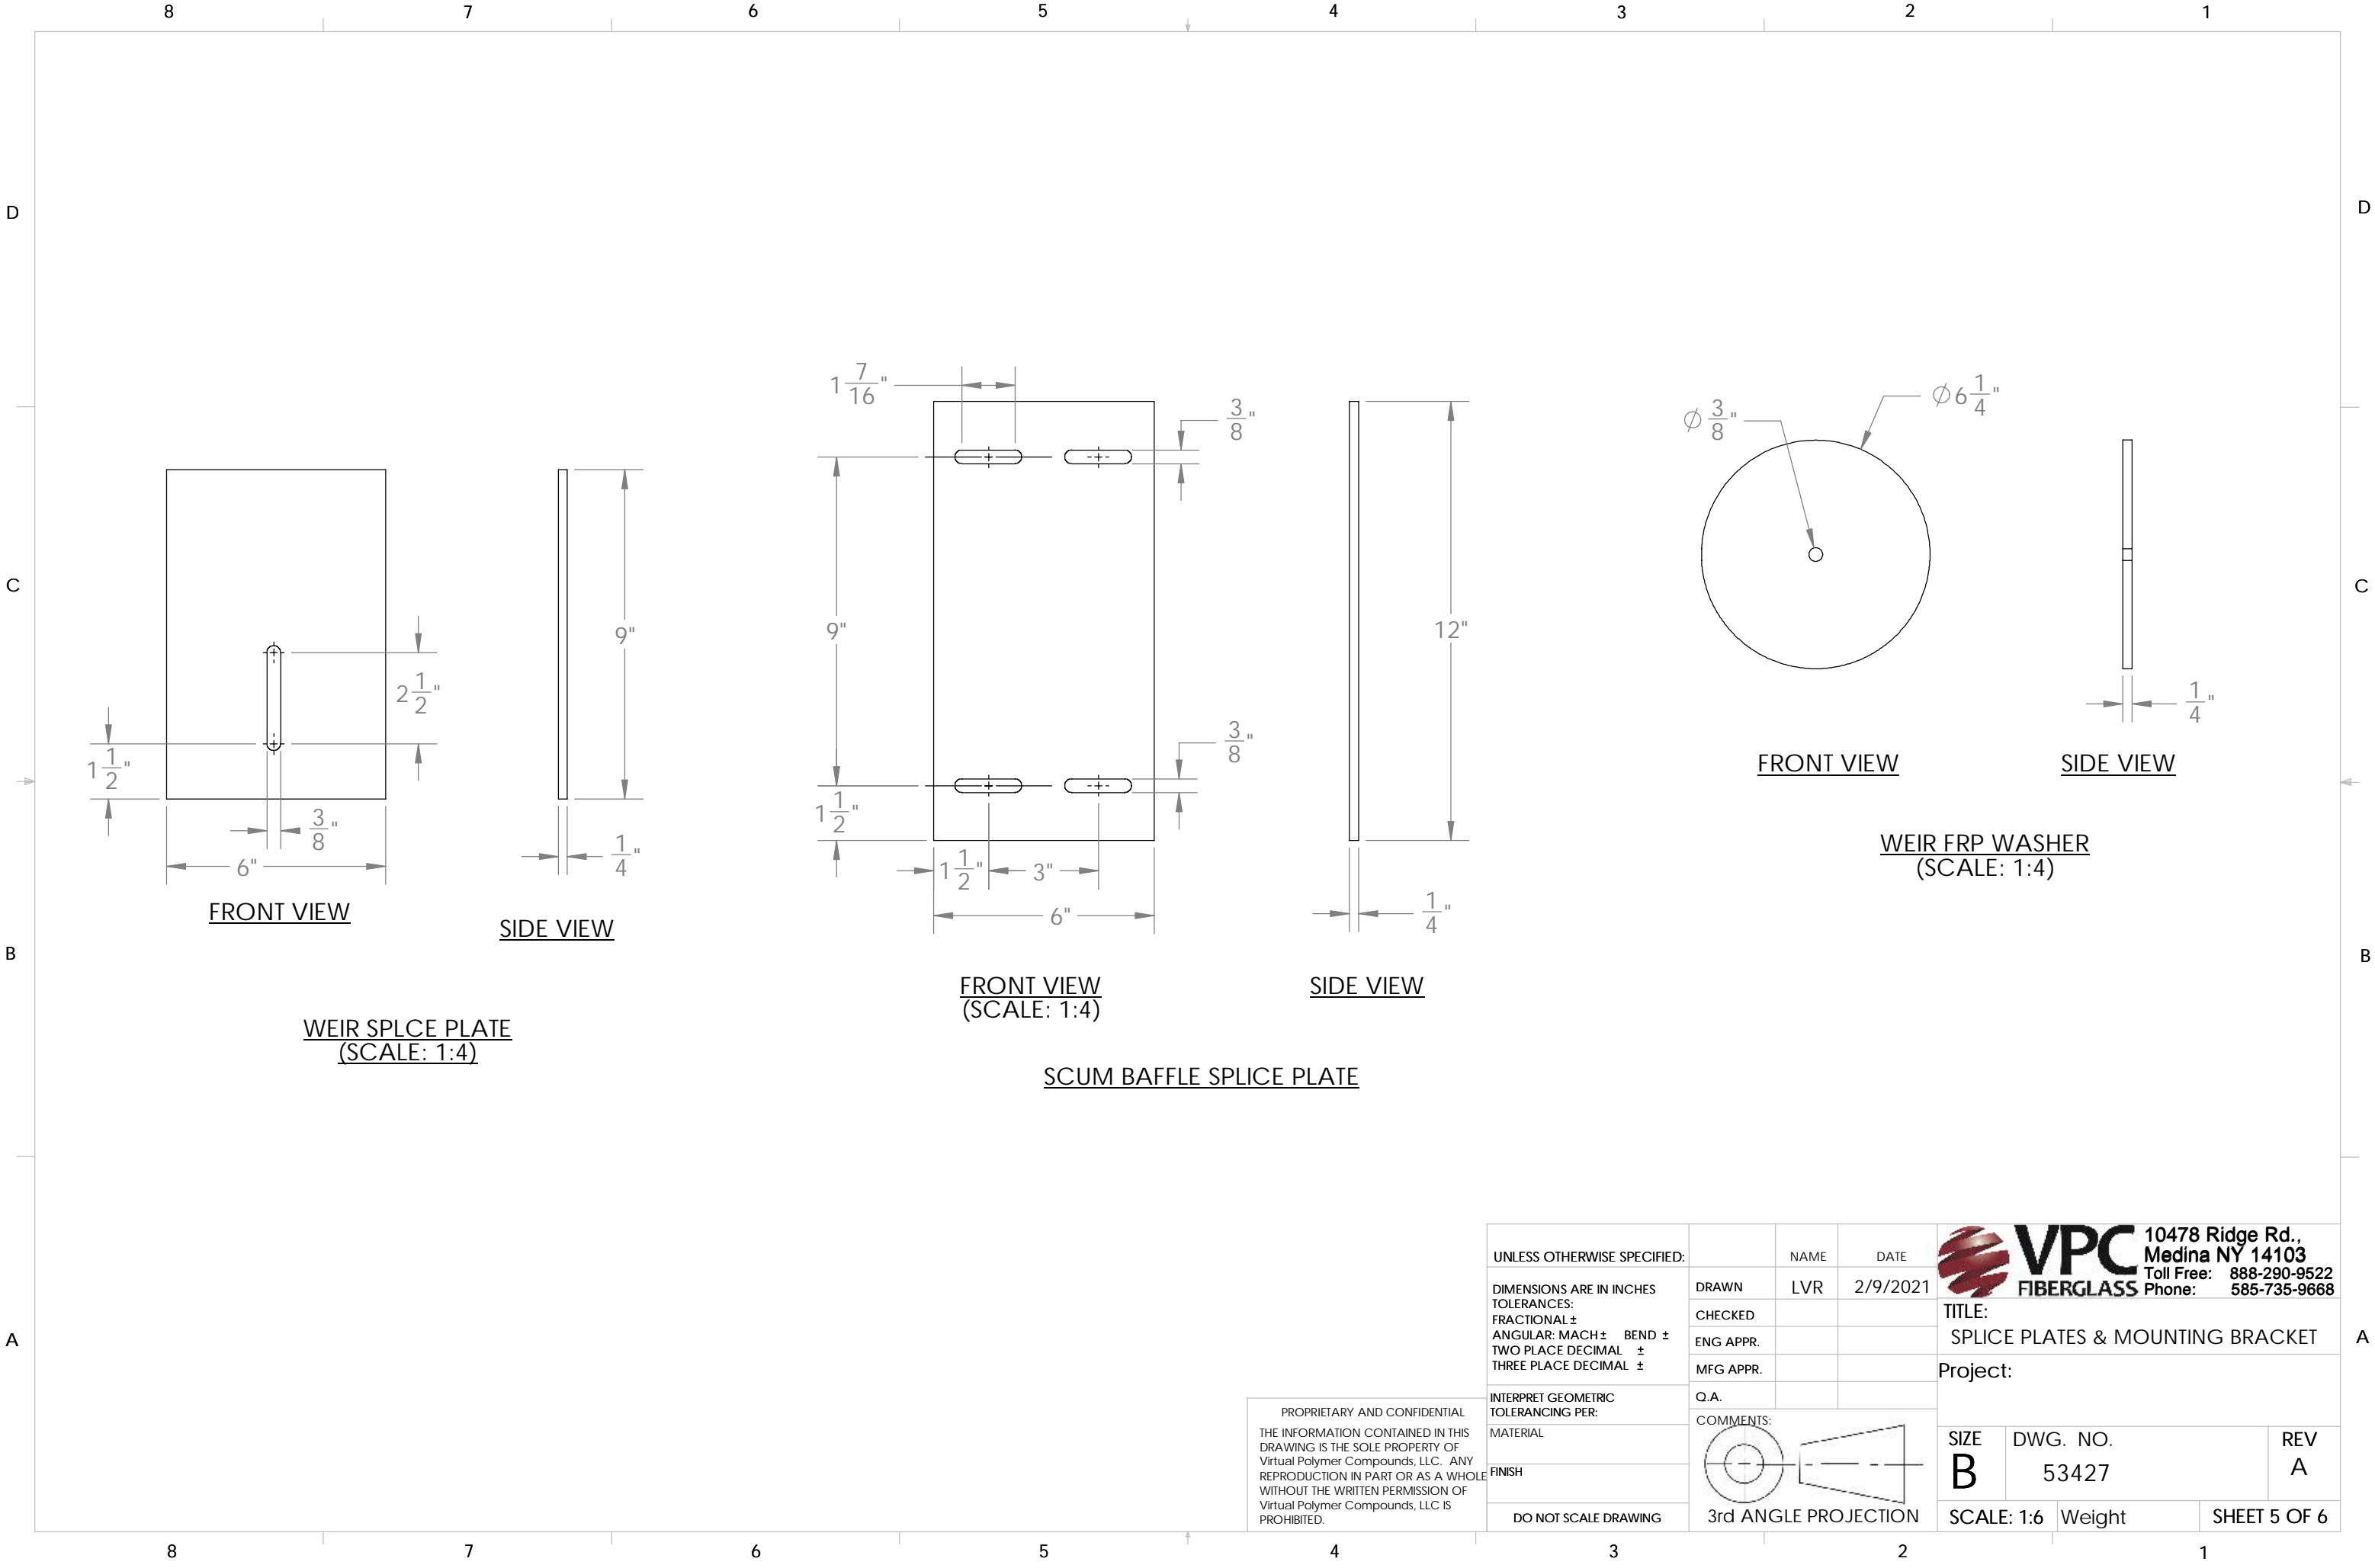 8 7 6 5 4 3 2 1
D D
C C
B B
A A
1 7/16"
3/8"
9"
3/8"
1 1/2"
1 1/2" 3"
6"
12"
1/4"
FRONT VIEW
(SCALE: 1:4)
SIDE VIEW
SCUM BAFFLE SPLICE PLATE
9"
2 1/2"
1 1/2"
3/8"
6"
1/4"
FRONT VIEW
SIDE VIEW
WEIR SPLCE PLATE
(SCALE: 1:4)
⌀ 3/8"
⌀6 1/4"
1/4"
FRONT VIEW
SIDE VIEW
WEIR FRP WASHER
(SCALE: 1:4)
PROPRIETARY AND CONFIDENTIAL
THE INFORMATION CONTAINED IN THIS
DRAWING IS THE SOLE PROPERTY OF
Virtual Polymer Compounds, LLC. ANY
REPRODUCTION IN PART OR AS A WHOLE
WITHOUT THE WRITTEN PERMISSION OF
Virtual Polymer Compounds, LLC IS
PROHIBITED.
UNLESS OTHERWISE SPECIFIED:
DIMENSIONS ARE IN INCHES
TOLERANCES:
FRACTIONAL ±
ANGULAR: MACH ± BEND ±
TWO PLACE DECIMAL ±
THREE PLACE DECIMAL ±
INTERPRET GEOMETRIC
TOLERANCING PER:
MATERIAL
FINISH
DO NOT SCALE DRAWING
NAME DATE
DRAWN LVR 2/9/2021
CHECKED
ENG APPR.
MFG APPR.
Q.A.
COMMENTS:
3rd ANGLE PROJECTION
VPC
FIBERGLASS
10478 Ridge Rd.,
Medina NY 14103
Toll Free: 888-290-9522
Phone: 585-735-9668
TITLE:
SPLICE PLATES & MOUNTING BRACKET
Project:
SIZE
B
DWG. NO.
53427
REV
A
SCALE: 1:6 Weight SHEET 5 OF 6
8 7 6 5 4 3 2 1